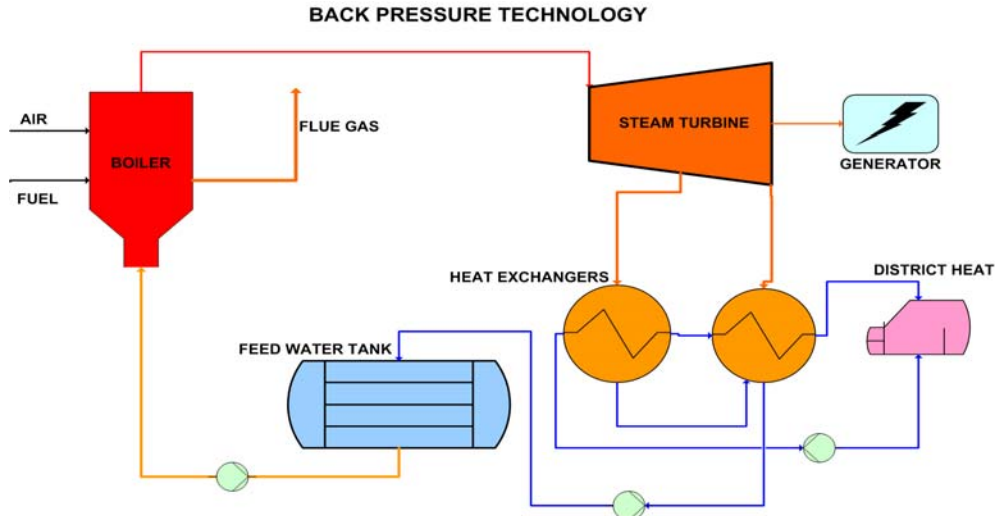 BACK PRESSURE TECHNOLOGY
AIR
FLUE GAS
STEAM TURBINE
BOILER
GENERATOR
FUEL
HEAT EXCHANGERS
DISTRICT HEAT
FEED WATER TANK